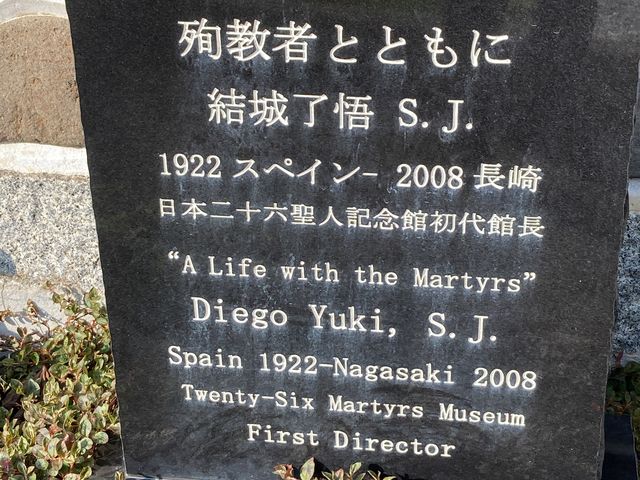 殉教者とともに
結城了悟 S.J.
1922 スペイン- 2008 長崎
日本二十六聖人記念館初代館長
“A Life with the Martyrs”
Diego Yuki, S.J.
Spain 1922-Nagasaki 2008
Twenty-Six Martyrs Museum
First Director